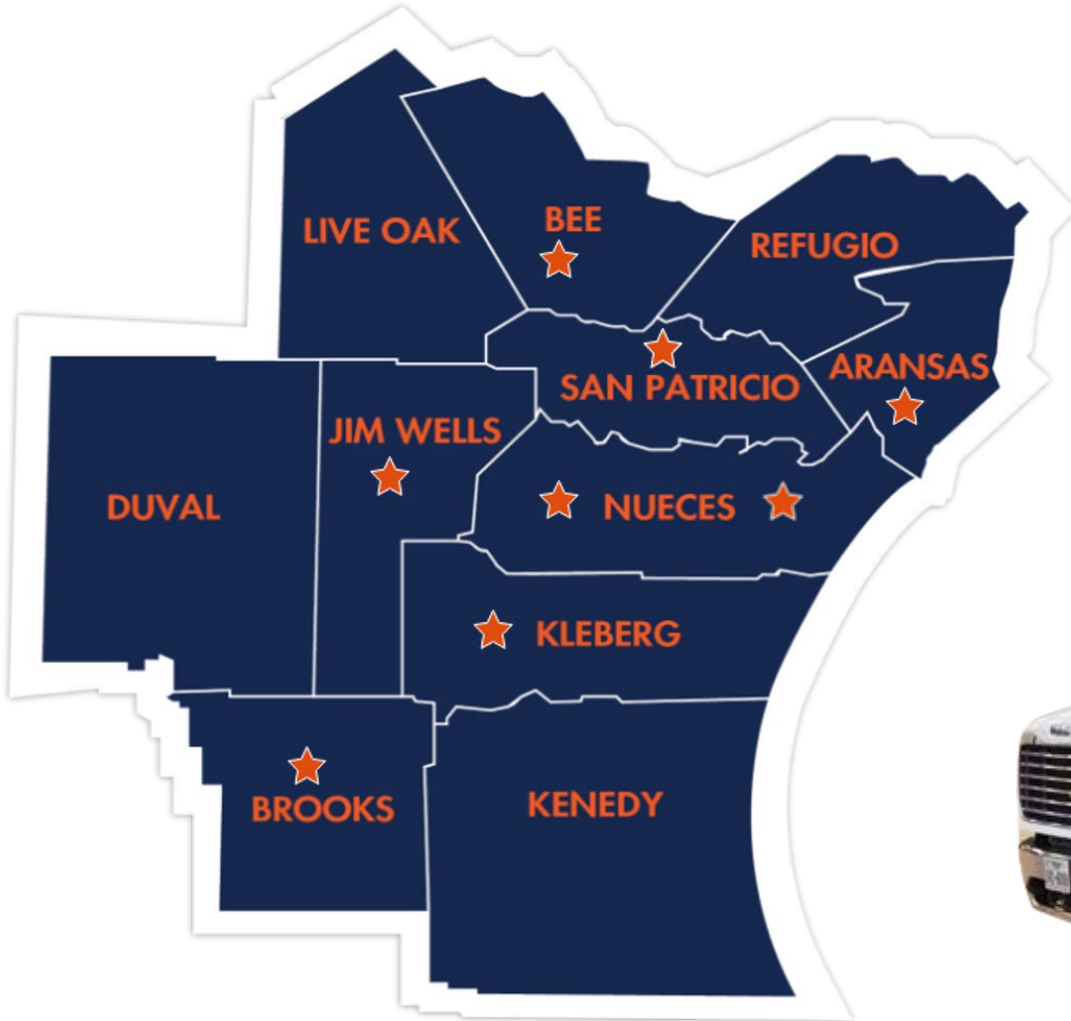 LIVE OAK
BEE
REFUGIO
ARANSAS
SAN PATRICIO
JIM WELLS
DUVAL
NUECES
KLEBERG
BROOKS
KENEDY